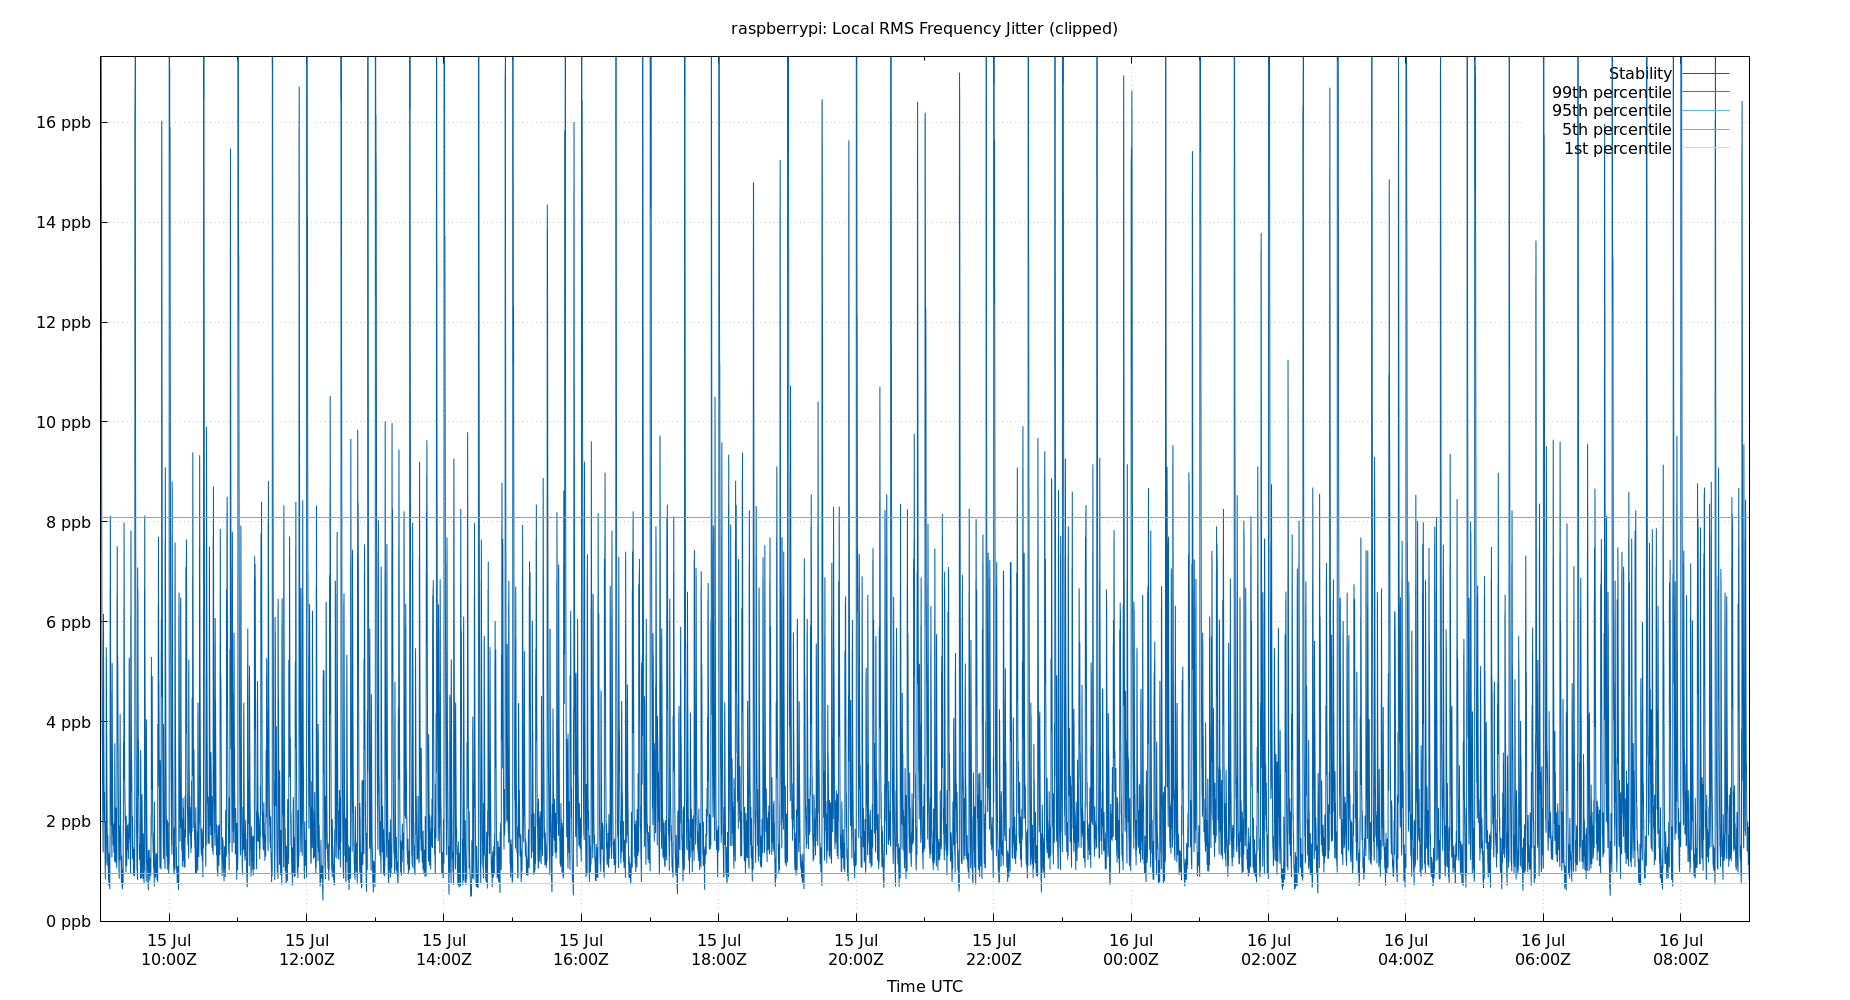 raspberrypi: Local RMS Frequency Jitter (clipped)
Stability
99th percentile
95th percentile
5th percentile
1st percentile
16 ppb
14 ppb
12 ppb
10 ppb
8 ppb
6 ppb
4 ppb
2 ppb
0 ppb
15 Jul 15 Jul 15 Jul 15 Jul 15 Jul 15 Jul 15 Jul 16 Jul 16 Jul 16 Jul 16 Jul 16 Jul
10:00Z 12:00Z 14:00Z 16:00Z 18:00Z 20:00Z 22:00Z 00:00Z 02:00Z 04:00Z 06:00Z 08:00Z
Time UTC